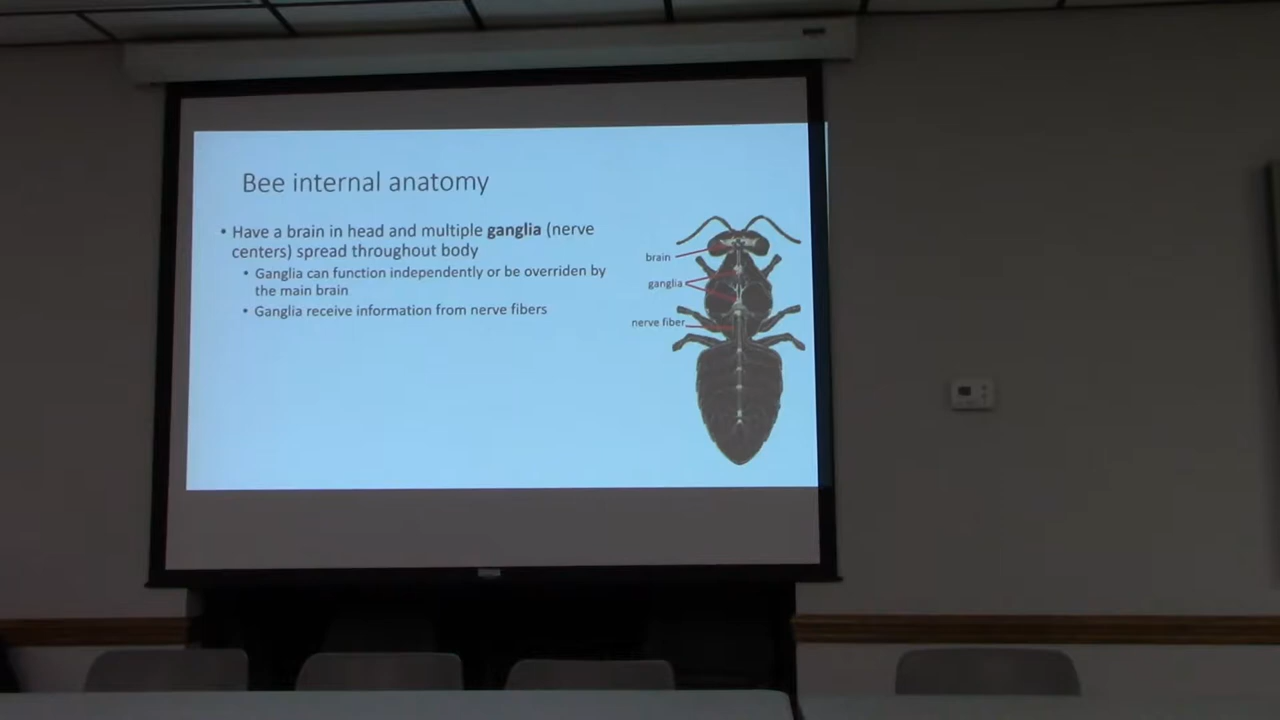 Bee internal anatomy
• Have a brain in head and multiple ganglia (nerve
centers) spread throughout body
• Ganglia can function independently or be overriden by
the main brain
• Ganglia receive information from nerve fibers
brain
ganglia
nerve fiber